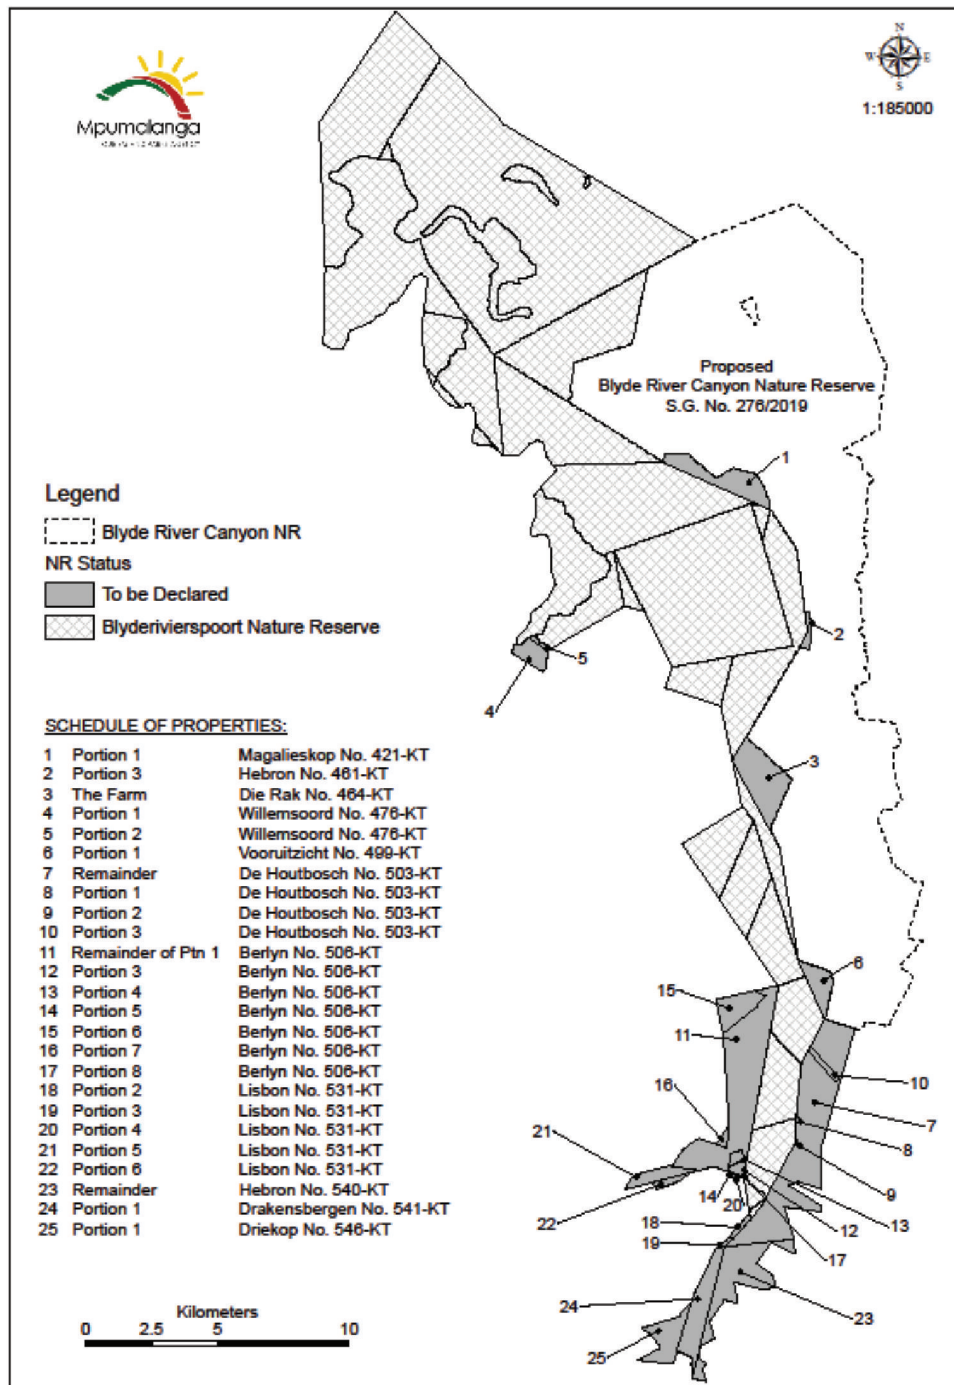 Mpumalanga
N
W E
S
1:185000
Proposed
Blyde River Canyon Nature Reserve
S.G. No. 276/2019
1
Legend
Blyde River Canyon NR
NR Status
To be Declared
Blyderivierspoort Nature Reserve
2
5
4
SCHEDULE OF PROPERTIES:
1 Portion 1 Magalieskop No. 421-KT
2 Portion 3 Hebron No. 461-KT
3 The Farm Die Rak No. 464-KT
4 Portion 1 Willemsoord No. 476-KT
5 Portion 2 Willemsoord No. 476-KT
6 Portion 1 Vooruitzicht No. 499-KT
7 Remainder De Houtbosch No. 503-KT
8 Portion 1 De Houtbosch No. 503-KT
9 Portion 2 De Houtbosch No. 503-KT
10 Portion 3 De Houtbosch No. 503-KT
11 Remainder of Ptn 1 Berlyn No. 506-KT
12 Portion 3 Berlyn No. 506-KT
13 Portion 4 Berlyn No. 506-KT
14 Portion 5 Berlyn No. 506-KT
15 Portion 6 Berlyn No. 506-KT
16 Portion 7 Berlyn No. 506-KT
17 Portion 8 Berlyn No. 506-KT
18 Portion 2 Lisbon No. 531-KT
19 Portion 3 Lisbon No. 531-KT
20 Portion 4 Lisbon No. 531-KT
21 Portion 5 Lisbon No. 531-KT
22 Portion 6 Lisbon No. 531-KT
23 Remainder Hebron No. 540-KT
24 Portion 1 Drakensbergen No. 541-KT
25 Portion 1 Driekop No. 546-KT
3
6
15
11
10
16
7
21
8
14
20
9
22
13
12
18
17
19
24
23
25
Kilometers
0 2.5 5 10